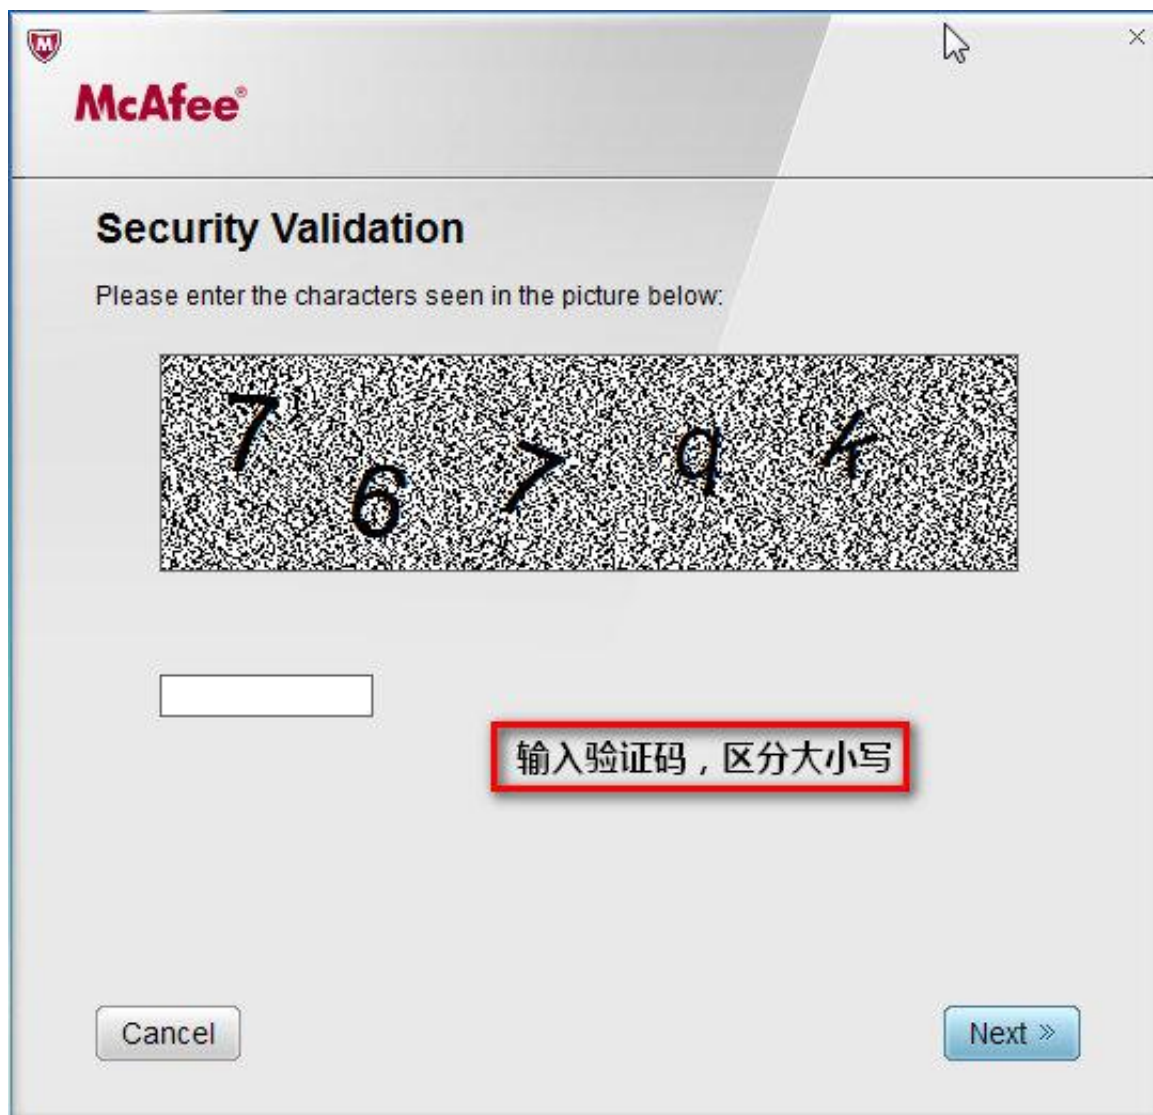 McAfee®
Security Validation
Please enter the characters seen in the picture below:
7 6 7 q k
输入验证码，区分大小写
Cancel
Next »